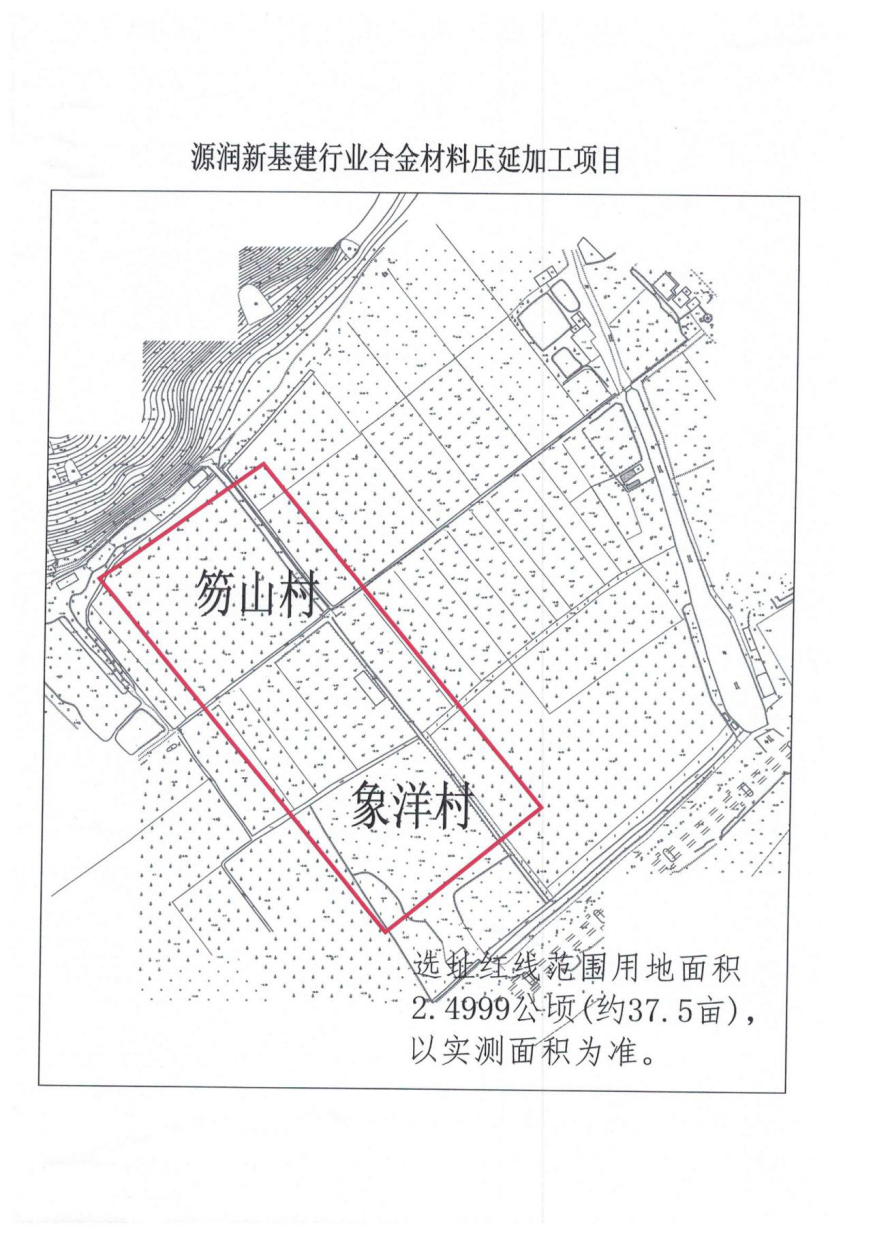 源润新基建行业合金材料压延加工项目
笏山村
象洋村
选址红线范围用地面积
2.4999公顷(约37.5亩),
以实测面积为准。